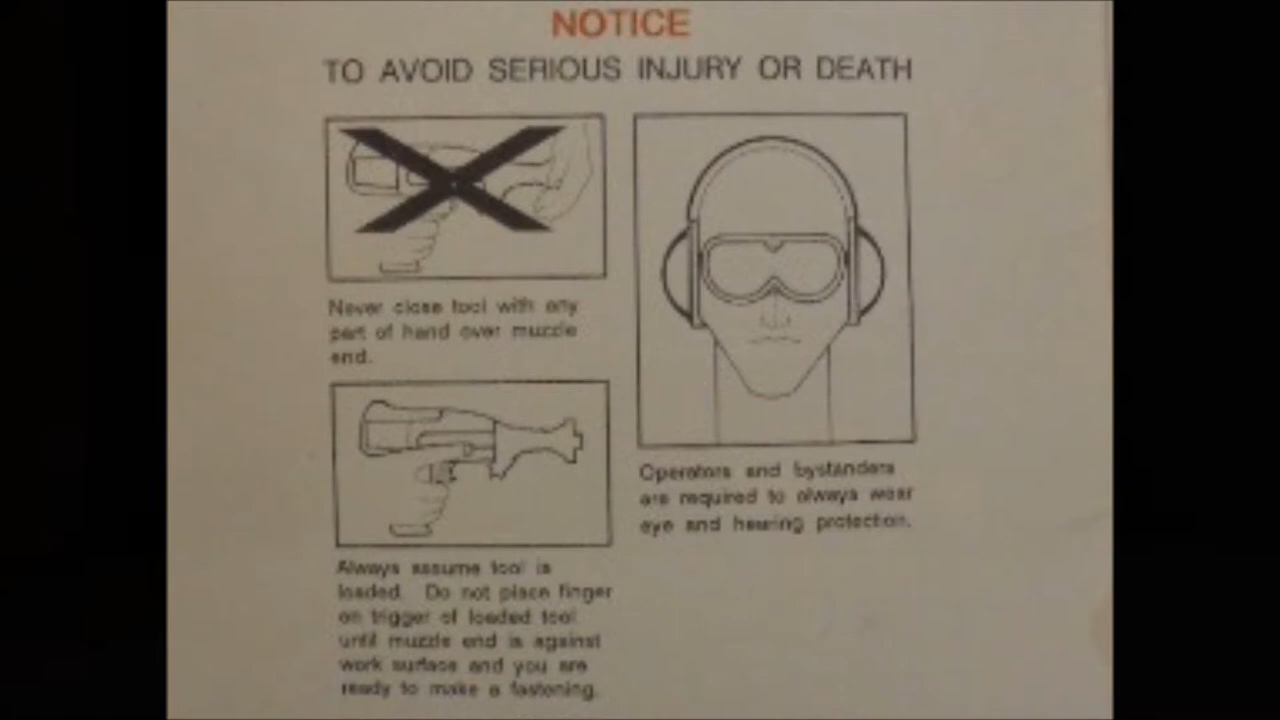 NOTICE
TO AVOID SERIOUS INJURY OR DEATH
Never close tool with any
part of hand over muzzle
end.
Always assume tool is
loaded. Do not place finger
on trigger of loaded tool
until muzzle end is against
work surface and you are
ready to make a fastening.
Operators and bystanders
are required to always wear
eye and hearing protection.